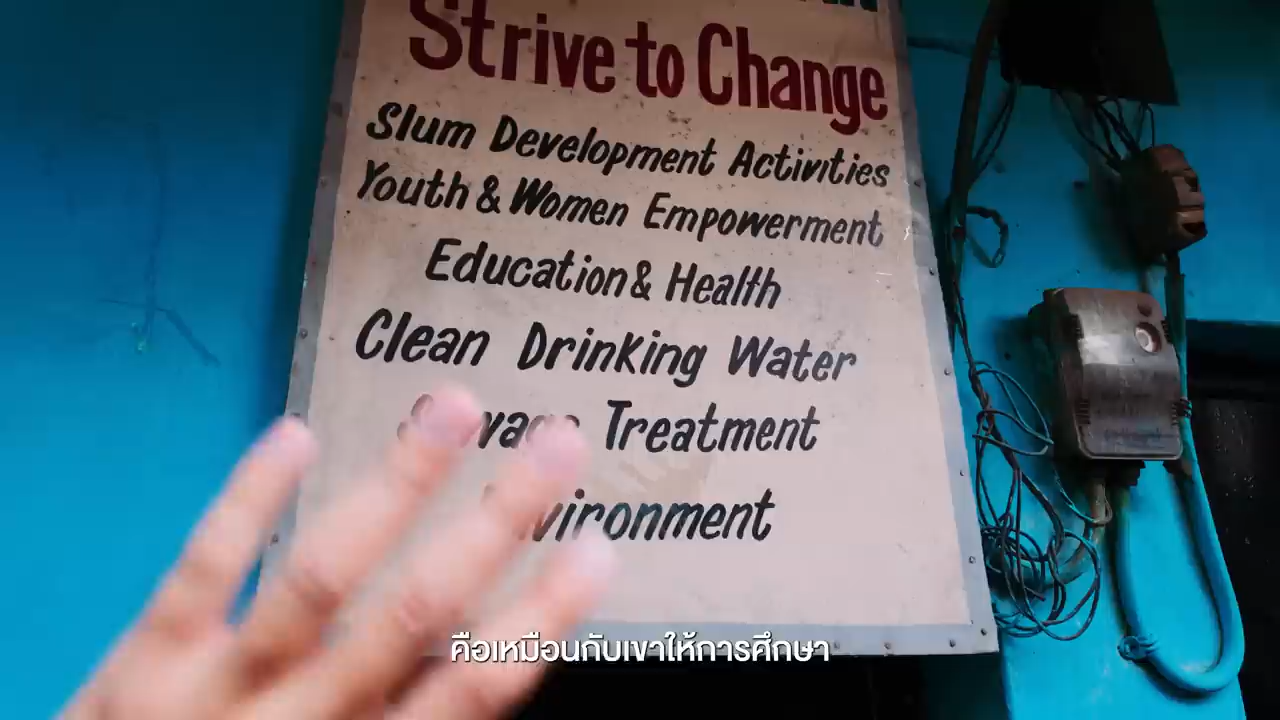 Strive to Change
Slum Development Activities
Youth & Women Empowerment
Education & Health
Clean Drinking Water
Treatment
คือเหมือนกับเขาให้การศึกษา